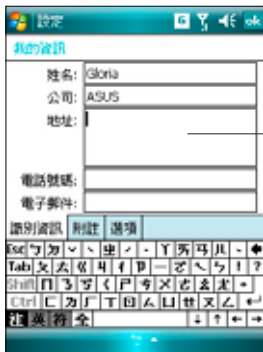 設定 ok
我的資訊
姓名: Gloria
公司: ASUS
地址:
電話號碼:
電子郵件:
識別資訊 附註 選項
Esc ㄅ ㄉ ˇ ˋ ㄓ ˊ ˙ ㄚ ㄞ ㄢ ㄦ
Tab ㄆ ㄊ ㄍ ㄐ ㄔ ㄗ ㄧ ㄛ ㄟ ㄣ
Shift ㄇ ㄋ ㄎ ㄑ ㄕ ㄘ ㄨ ㄜ ㄠ ㄤ
Ctrl ㄈ ㄌ ㄏ ㄒ ㄖ ㄙ ㄩ ㄝ ㄡ ㄥ
注 英 符 全 ↓ ↑ ← →